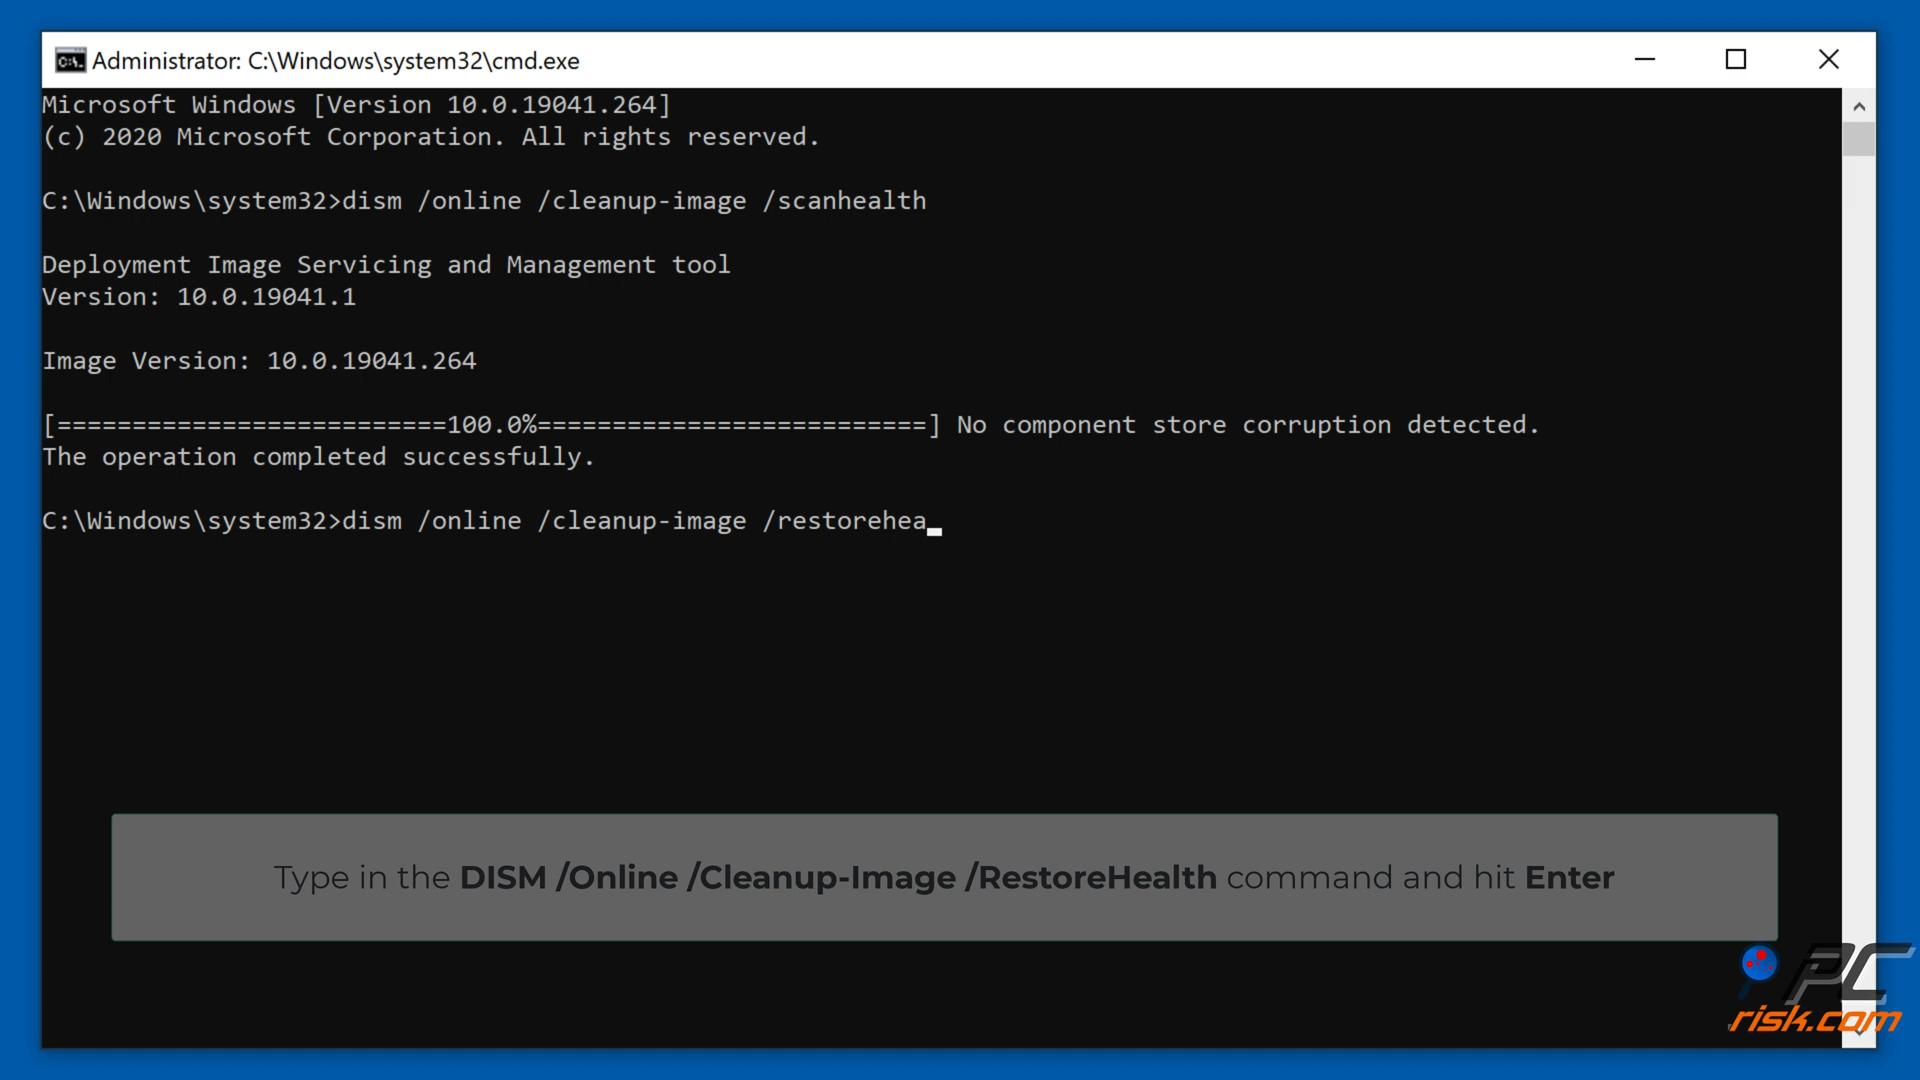 Administrator: C:\Windows\system32\cmd.exe
Microsoft Windows [Version 10.0.19041.264]
(c) 2020 Microsoft Corporation. All rights reserved.
C:\Windows\system32>dism /online /cleanup-image /scanhealth
Deployment Image Servicing and Management tool
Version: 10.0.19041.1
Image Version: 10.0.19041.264
[==========================100.0%==========================] No component store corruption detected.
The operation completed successfully.
C:\Windows\system32>dism /online /cleanup-image /restorehea
Type in the DISM /Online /Cleanup-Image /RestoreHealth command and hit Enter
PC
risk.com